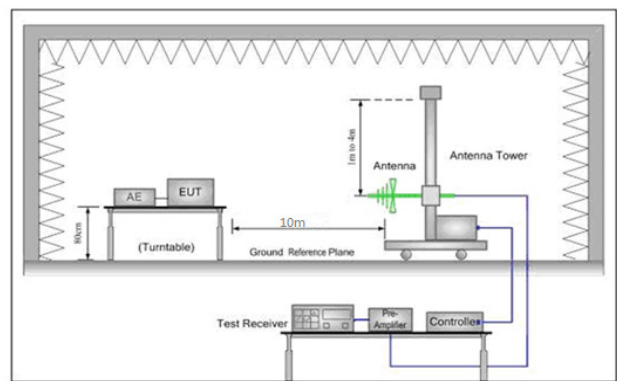 1m to 4m
Antenna
Antenna Tower
AE
EUT
80cm
(Turntable)
10m
Ground Reference Plane
Test Receiver
Pre-
Amplifier
Controller